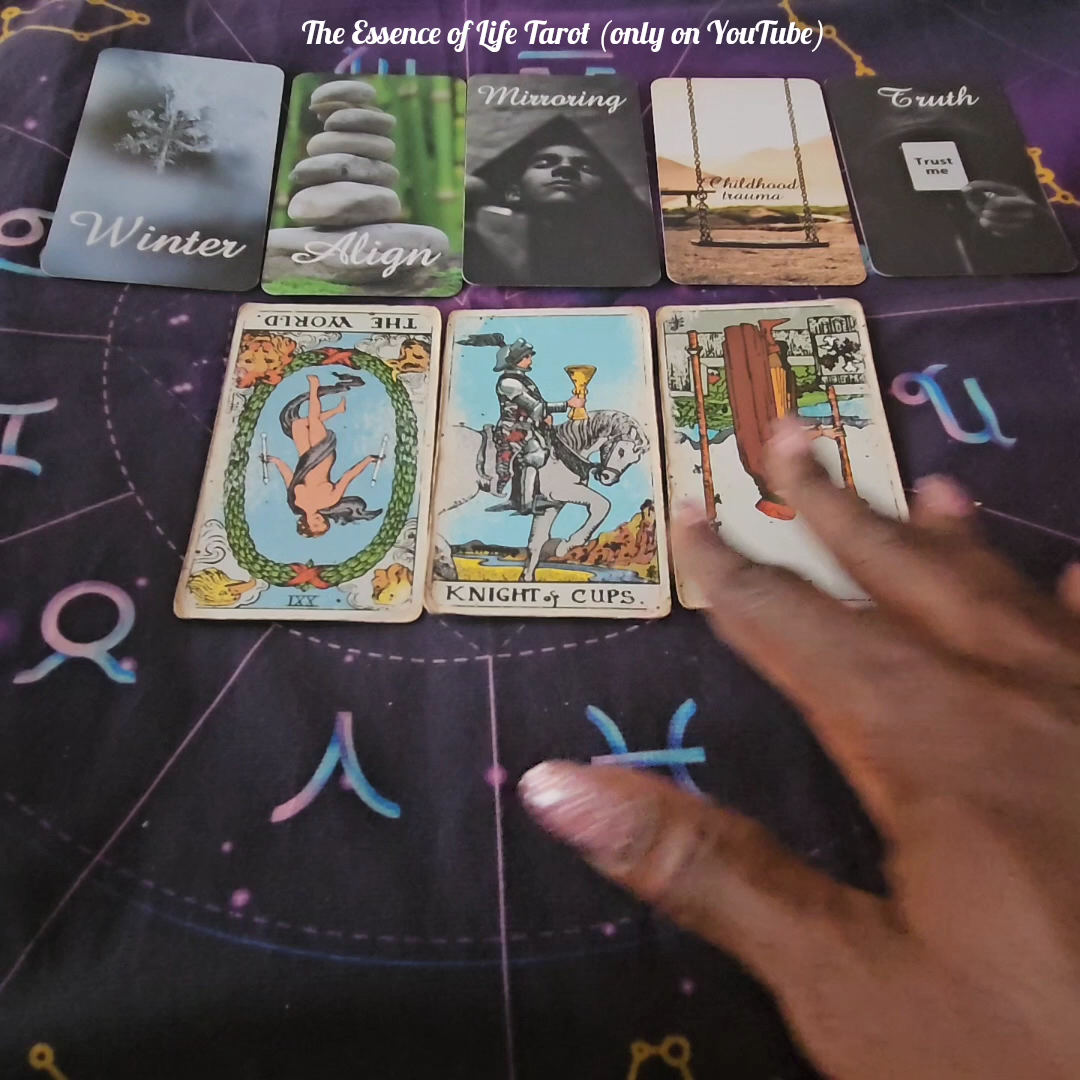 The Essence of Life Tarot (only on YouTube)
Winter
Align
Mirroring
Childhood
trauma
Truth
Trust
me
THE WORLD.
XXI
KNIGHT of CUPS.